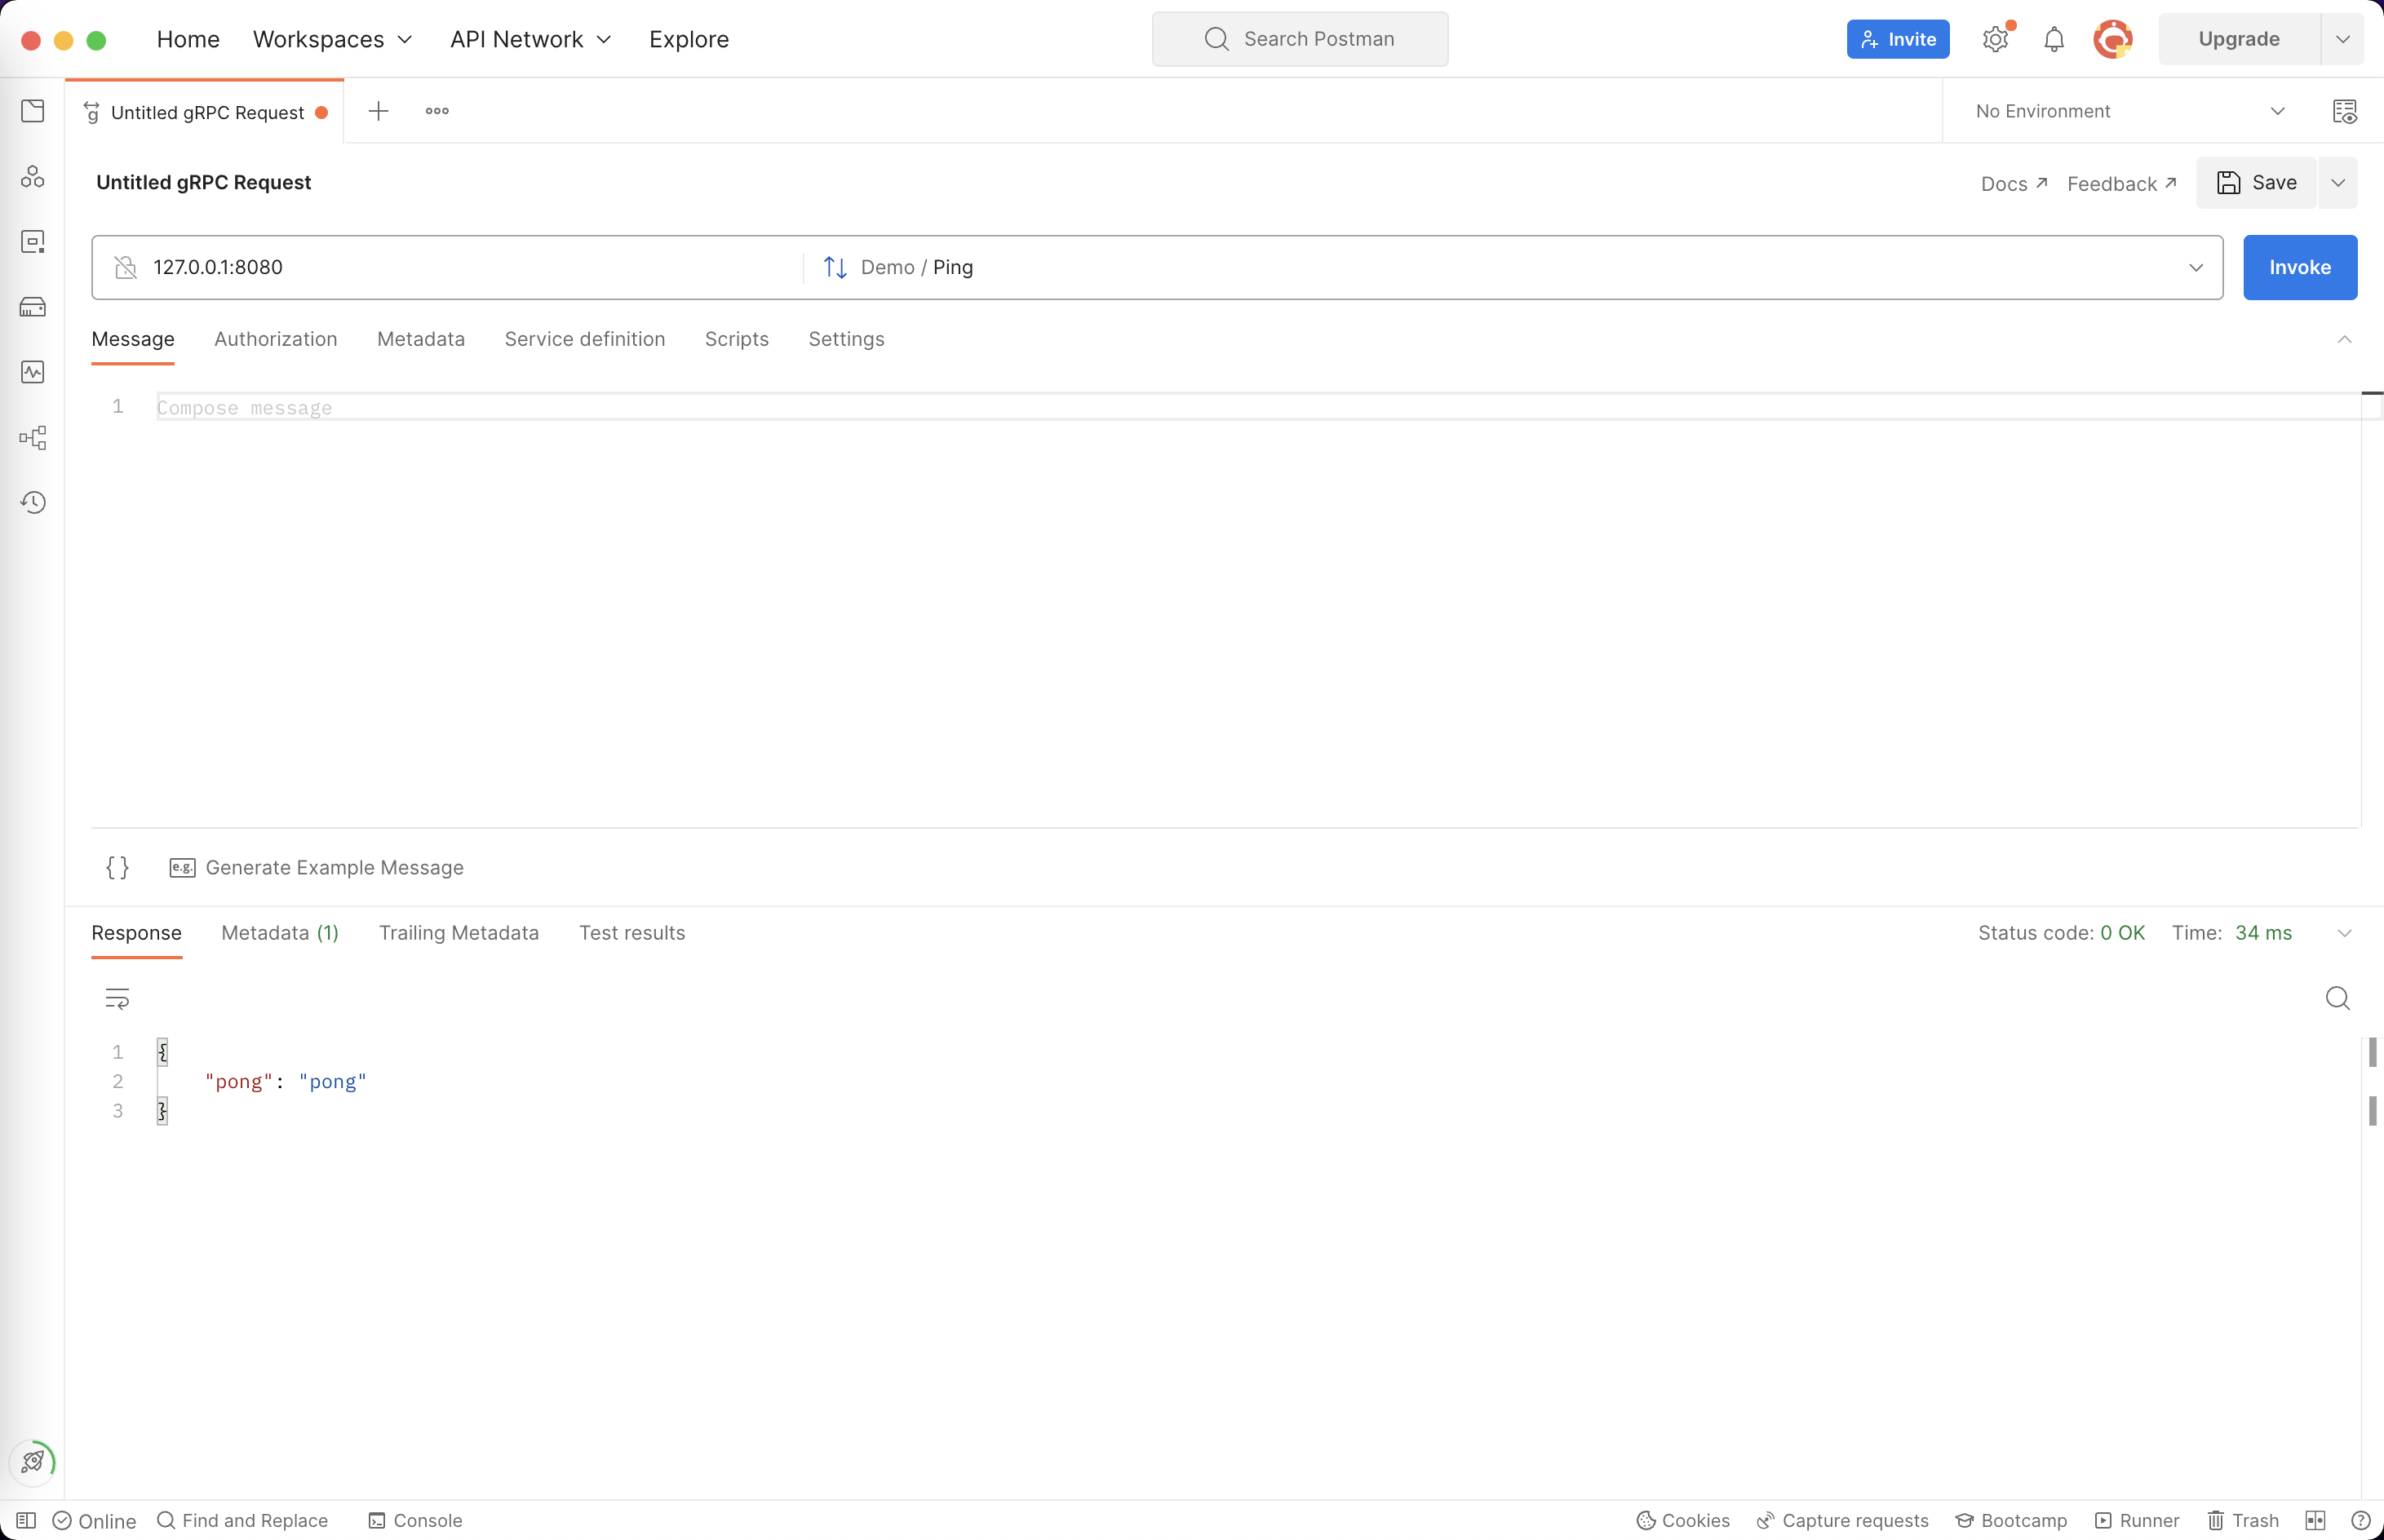 Home Workspaces API Network Explore Search Postman Invite Upgrade
g Untitled gRPC Request No Environment
Untitled gRPC Request Docs Feedback Save
127.0.0.1:8080 Demo / Ping Invoke
Message Authorization Metadata Service definition Scripts Settings
1 Compose message
{} e.g. Generate Example Message
Response Metadata (1) Trailing Metadata Test results Status code: 0 OK Time: 34 ms
1 {
2 "pong": "pong"
3 }
Online Find and Replace Console Cookies Capture requests Bootcamp Runner Trash